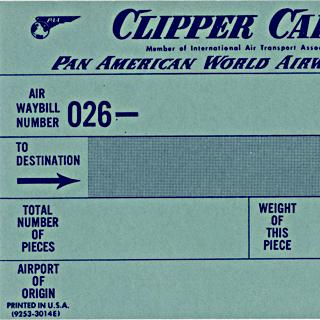 PAA
CLIPPER CA
Member of International Air Transport Asso
PAN AMERICAN WORLD AIRW
AIR
WAYBILL
NUMBER
026—
TO
DESTINATION
TOTAL
NUMBER
OF
PIECES
WEIGHT
OF
THIS
PIECE
AIRPORT
OF
ORIGIN
PRINTED IN U.S.A.
(9253-3014E)